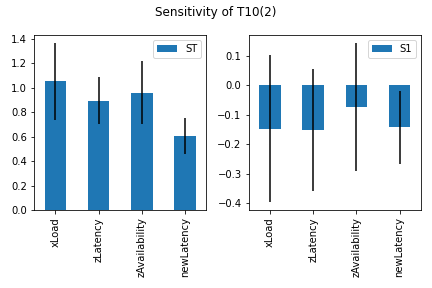 Sensitivity of T10(2)
ST
1.4
1.2
1.0
0.8
0.6
0.4
0.2
0.0
xLoad
zLatency
zAvailability
newLatency
S1
0.1
0.0
−0.1
−0.2
−0.3
−0.4
xLoad
zLatency
zAvailability
newLatency